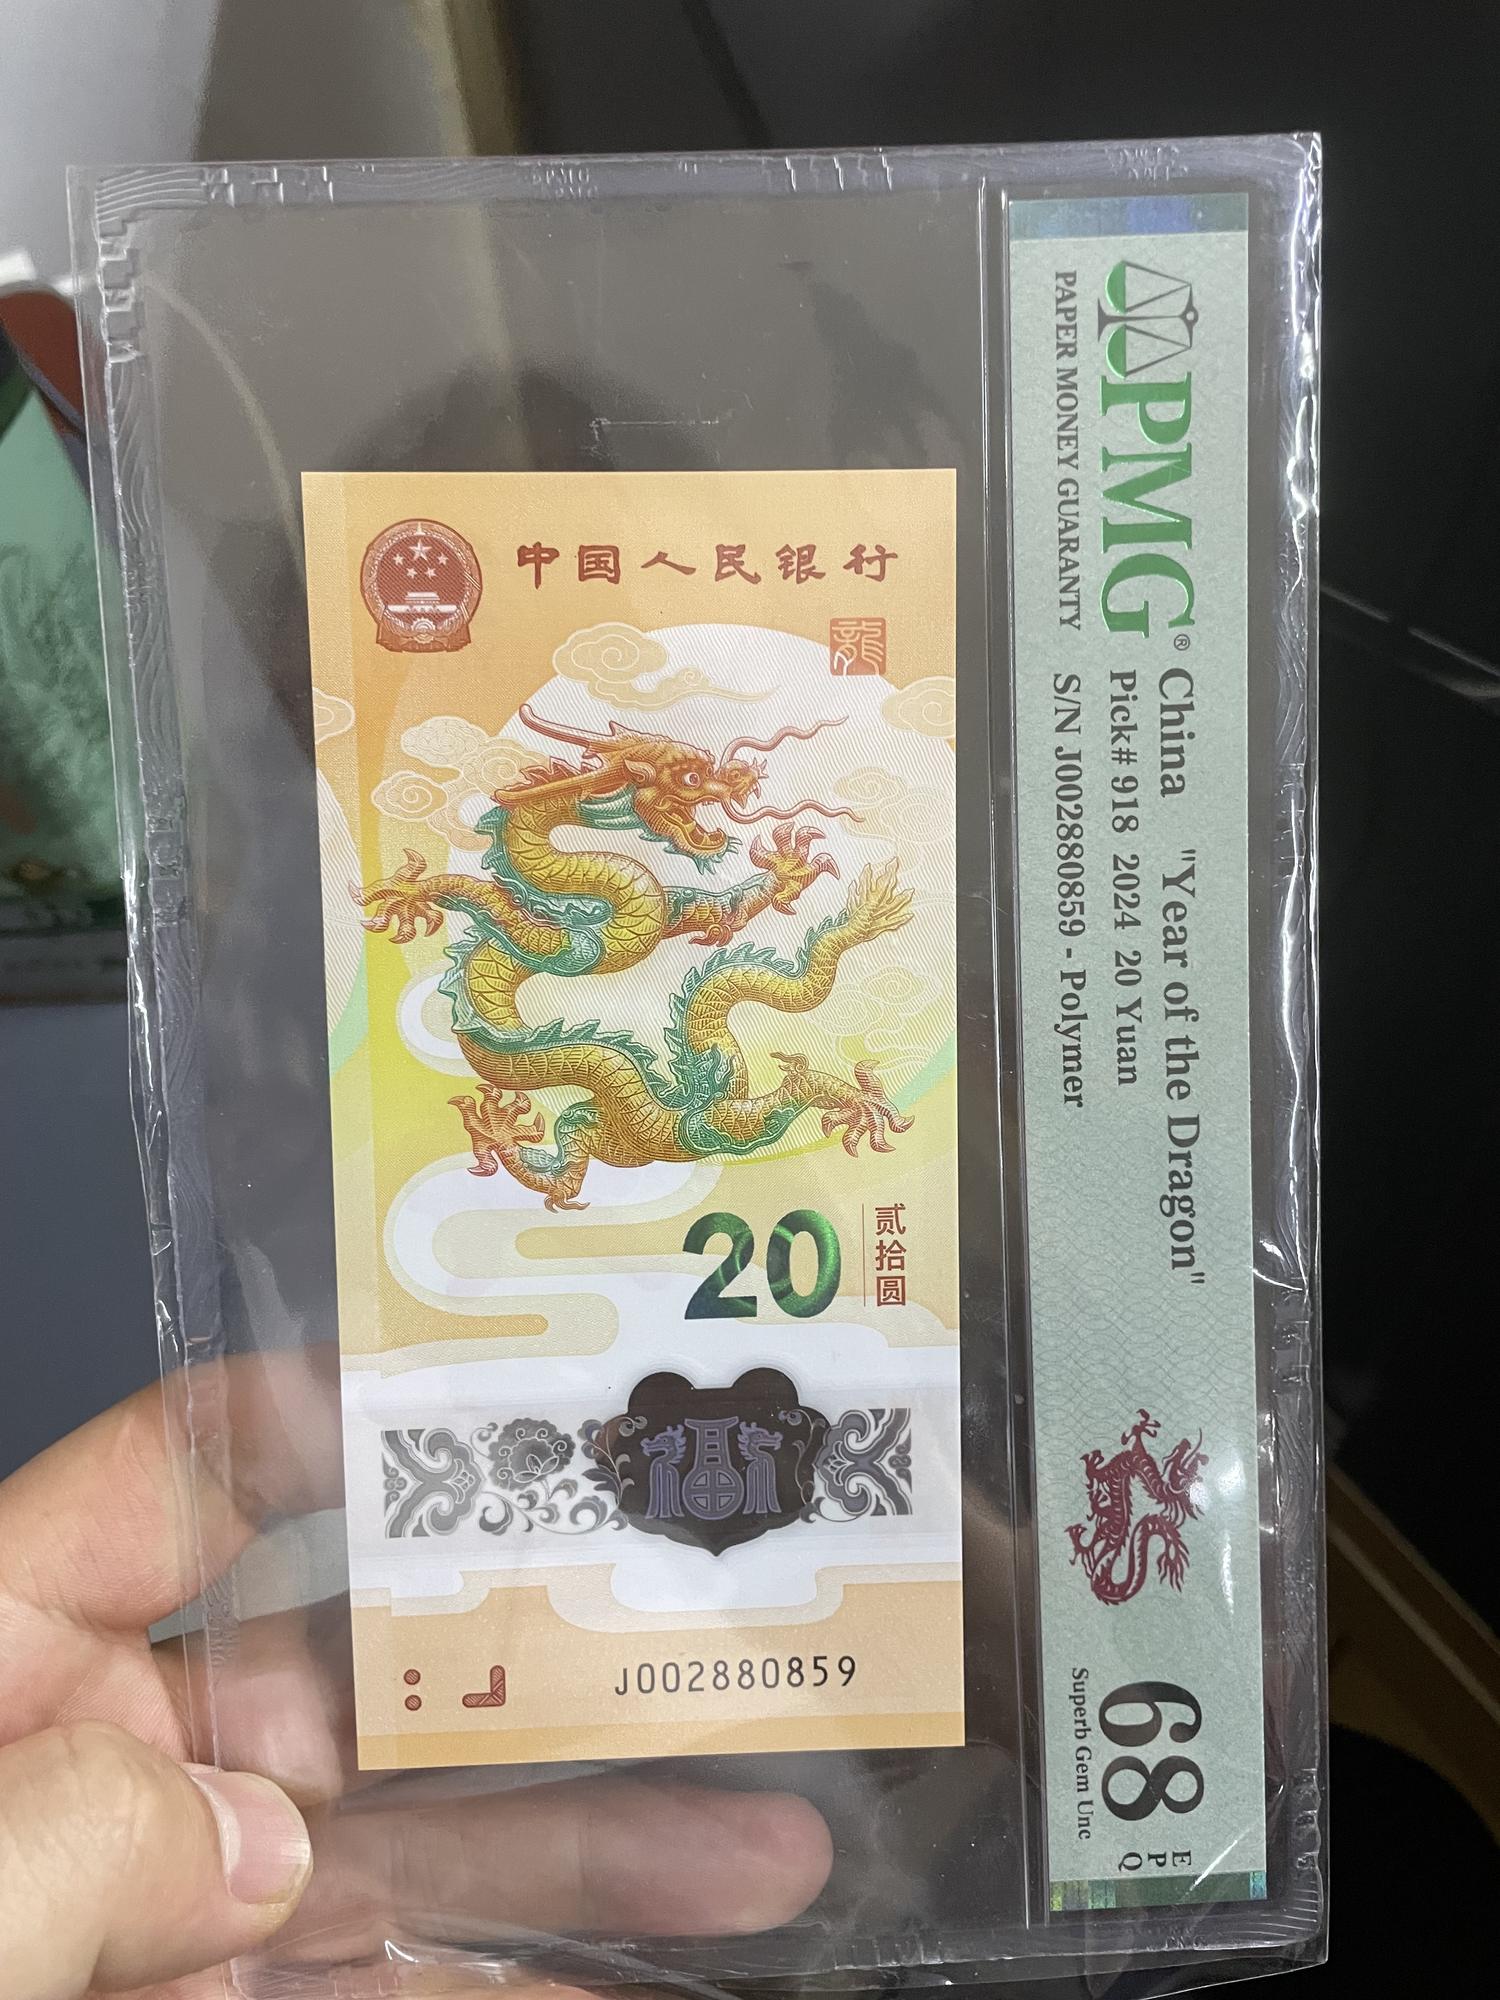 中国人民银行
龍
20
贰拾圆
福
J002880859
PMG®
PAPER MONEY GUARANTY
China "Year of the Dragon"
Pick# 918 2024 20 Yuan
S/N J002880859 - Polymer
68
EPQ
Superb Gem Unc